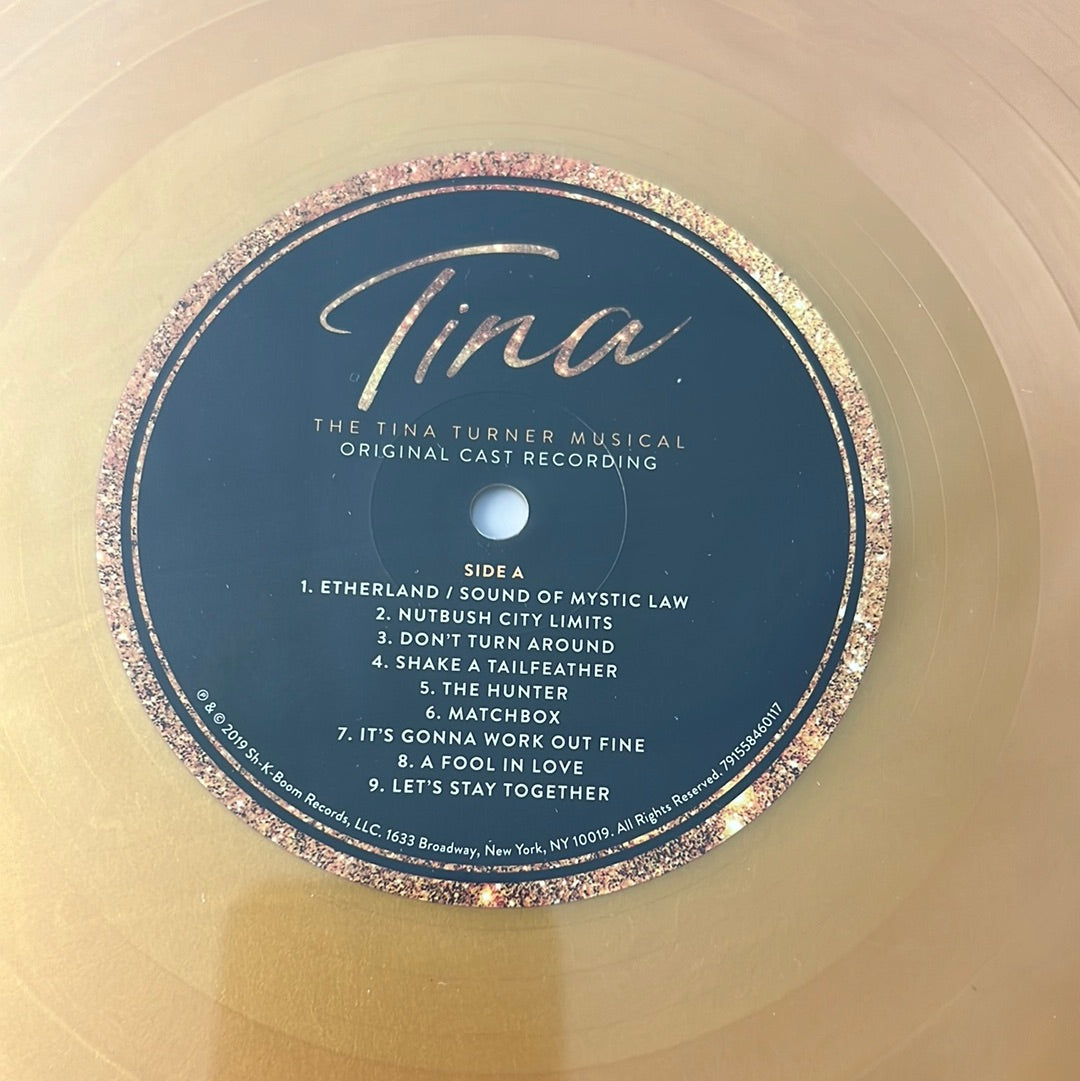 Tina
THE TINA TURNER MUSICAL
ORIGINAL CAST RECORDING
SIDE A
1. ETHERLAND / SOUND OF MYSTIC LAW
2. NUTBUSH CITY LIMITS
3. DON'T TURN AROUND
4. SHAKE A TAILFEATHER
5. THE HUNTER
6. MATCHBOX
7. IT'S GONNA WORK OUT FINE
8. A FOOL IN LOVE
9. LET'S STAY TOGETHER
℗ & © 2019 Sh-K-Boom Records, LLC. 1633 Broadway, New York, NY 10019. All Rights Reserved. 791558460117